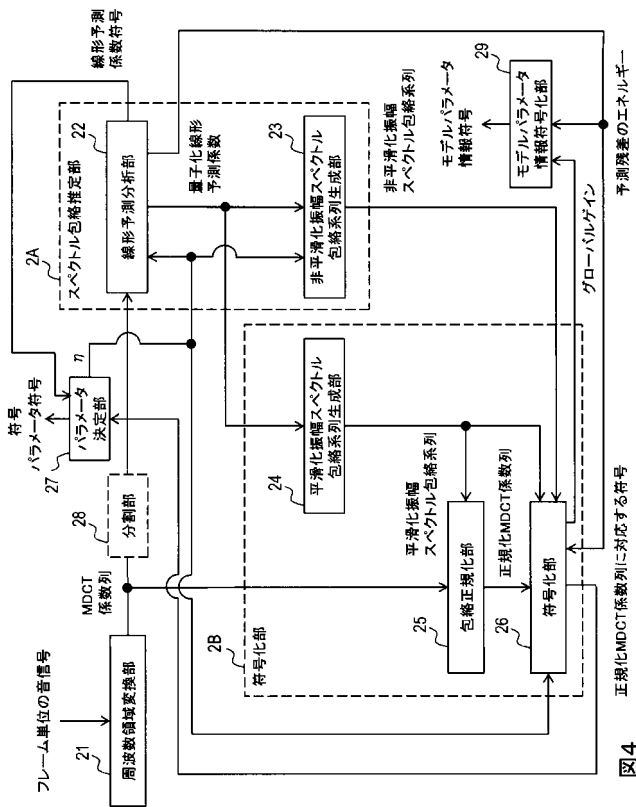 フレーム単位の音信号
21
周波数領域変換部
MDCT
係数列
28
分割部
27
パラメータ
決定部
符号
パラメータ符号
η
線形予測
係数符号
2A
スペクトル包絡推定部
22
線形予測分析部
量子化線形
予測係数
23
非平滑化振幅スペクトル
包絡系列生成部
非平滑化振幅
スペクトル包絡系列
2B
符号化部
24
平滑化振幅スペクトル
包絡系列生成部
平滑化振幅
スペクトル包絡系列
25
包絡正規化部
正規化MDCT係数列
26
符号化部
モデルパラメータ
情報符号
29
モデルパラメータ
情報符号化部
グローバルゲイン
予測残差のエネルギー
正規化MDCT係数列に対応する符号
図4